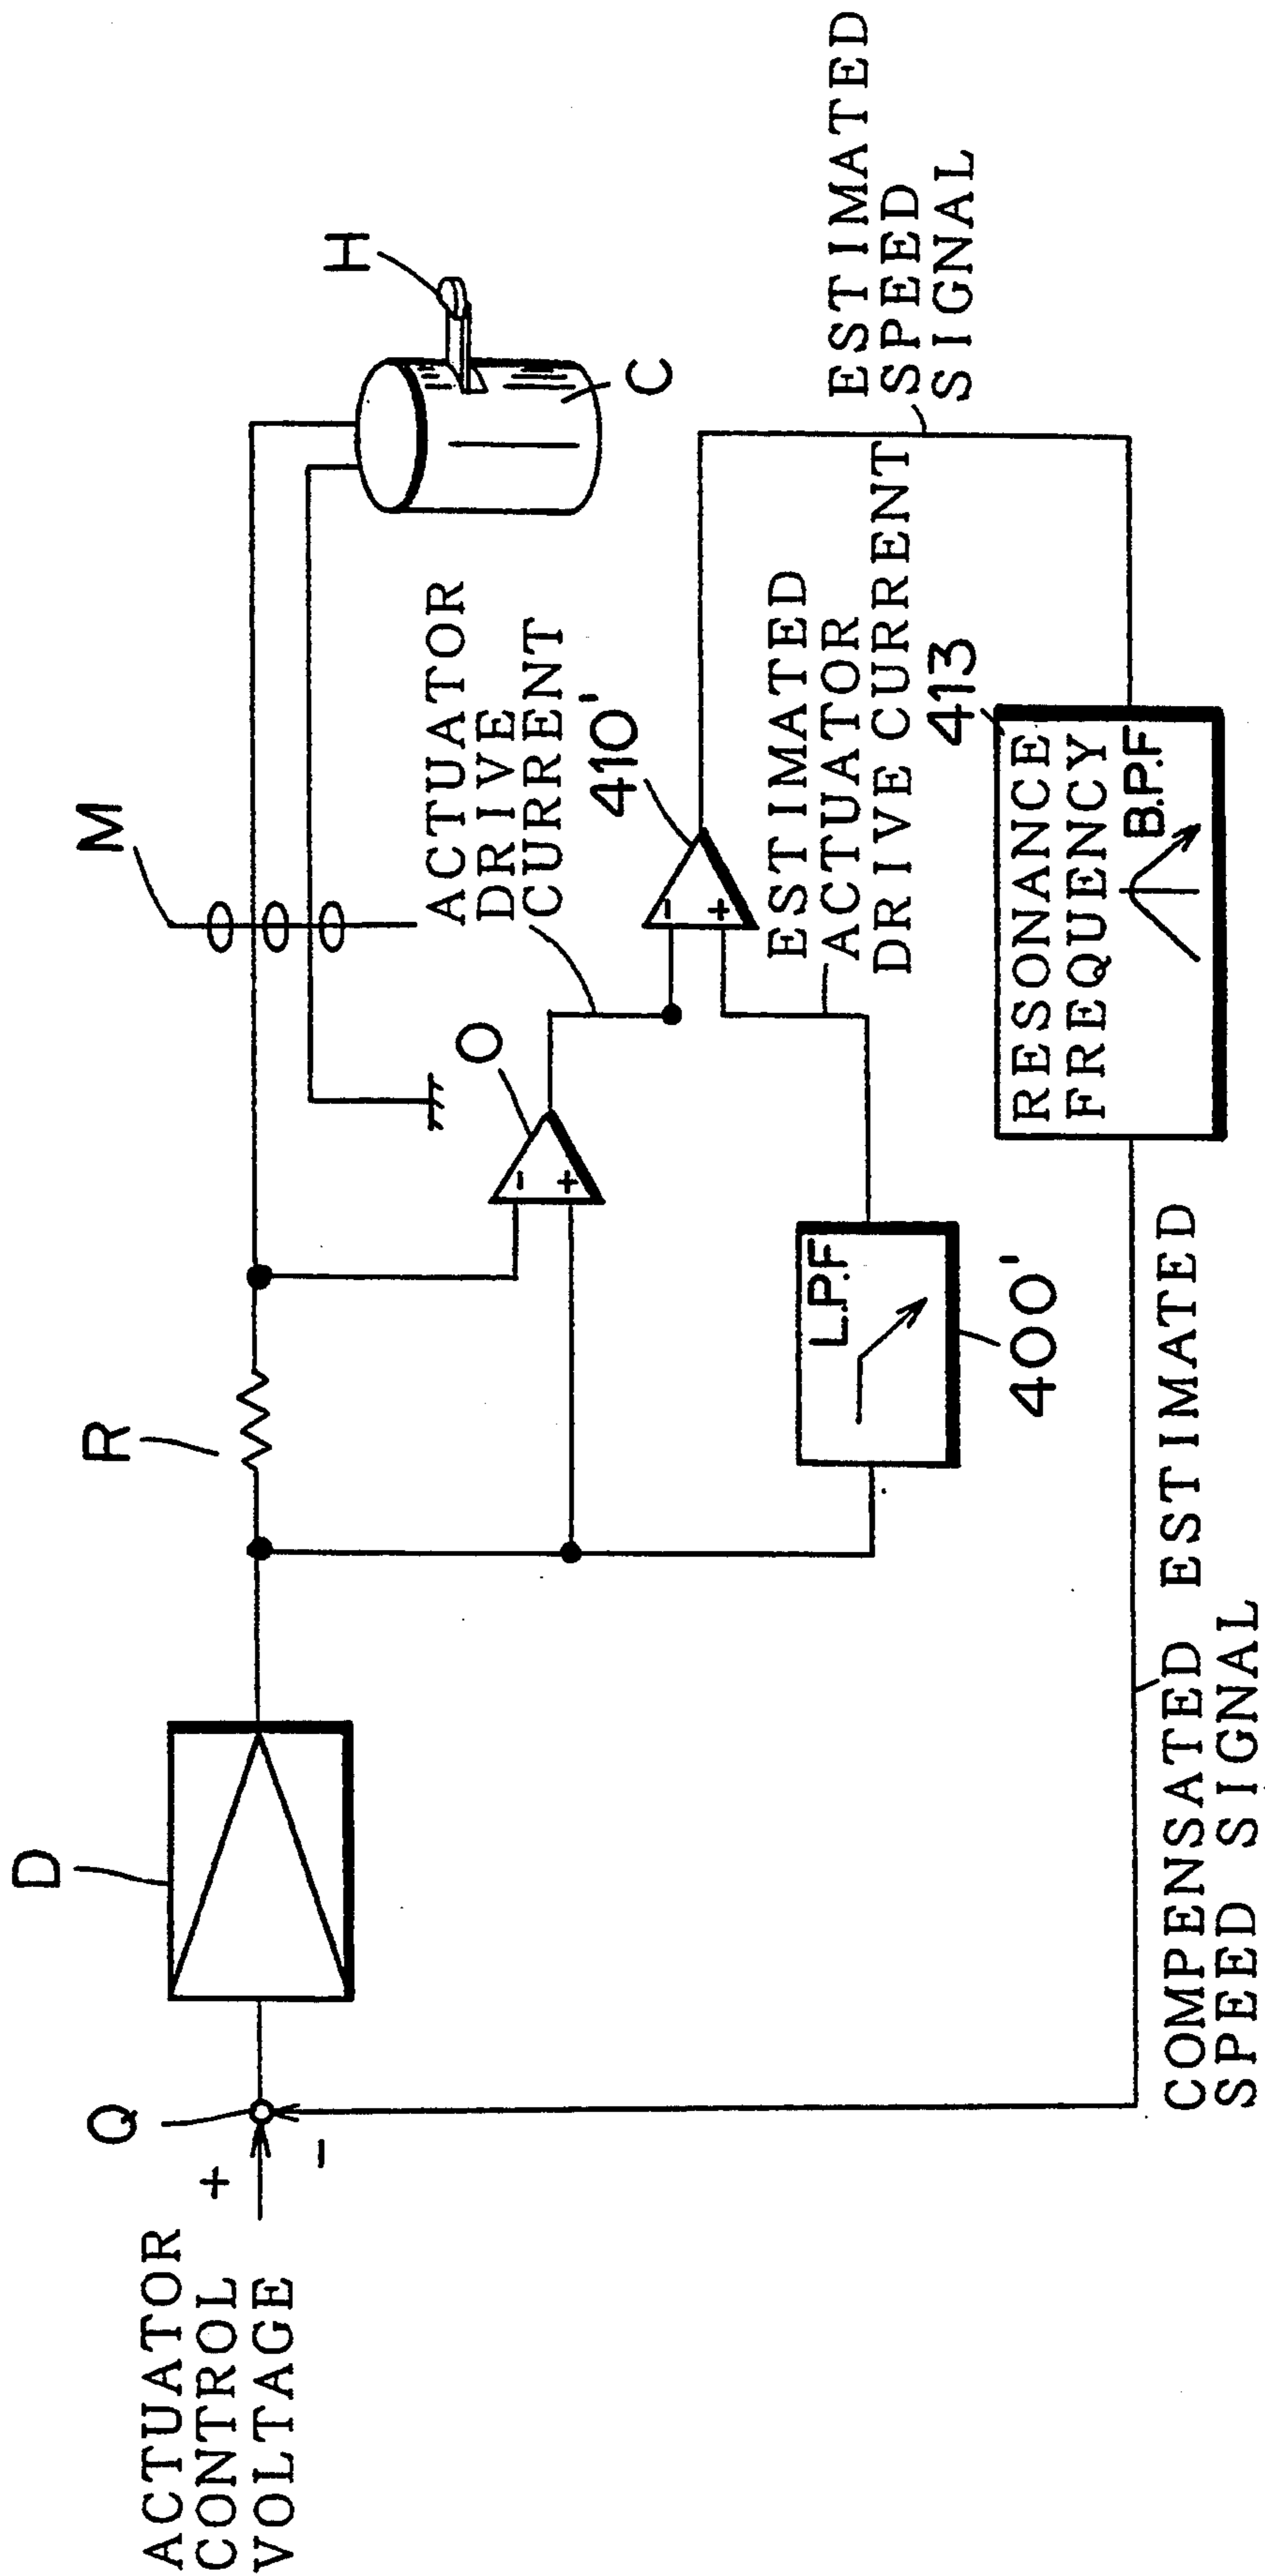 ACTUATOR
CONTROL
VOLTAGE
+
-
Q
D
R
M
H
C
O
-
+
ACTUATOR
DRIVE
CURRENT
410'
-
+
ESTIMATED
ACTUATOR
DRIVE CURRENT
L.P.F
400'
ESTIMATED
SPEED
SIGNAL
413
RESONANCE
FREQUENCY
B.P.F
COMPENSATED ESTIMATED
SPEED SIGNAL